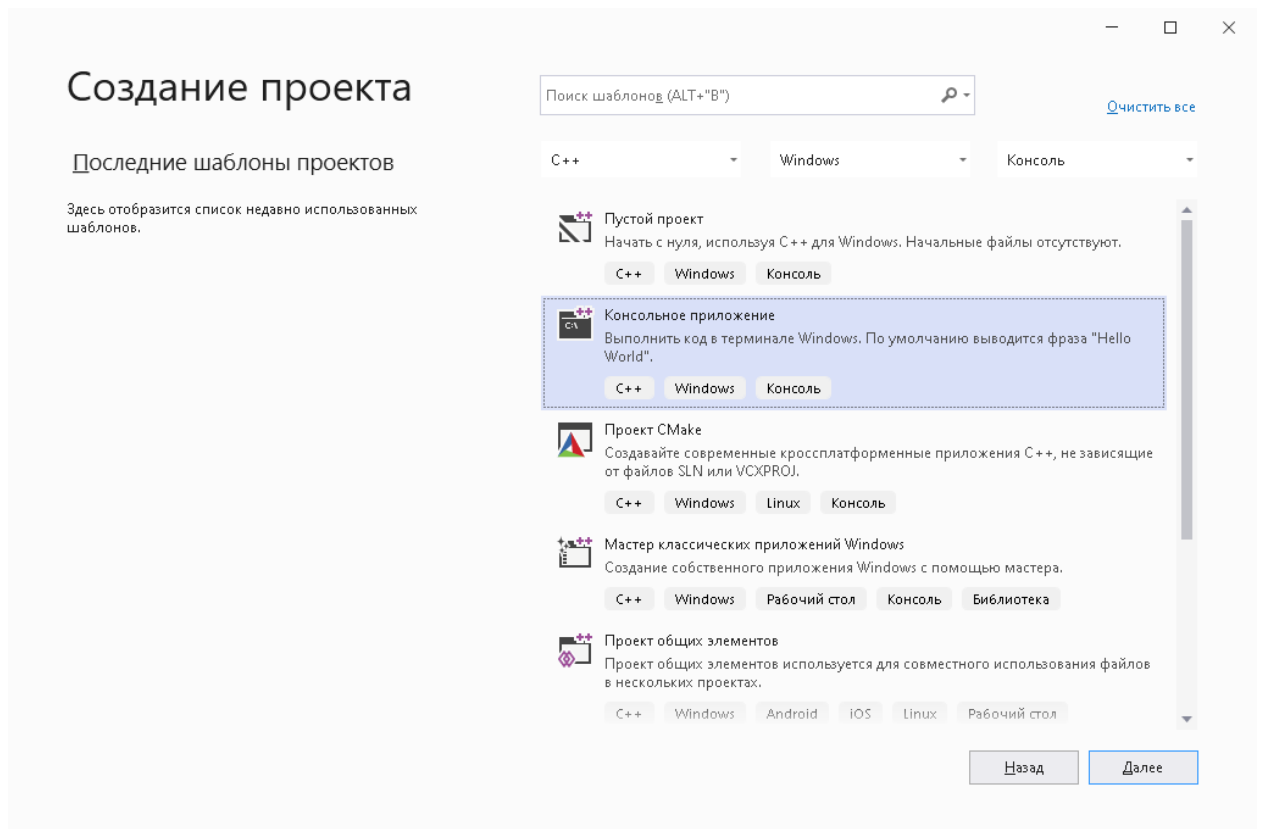 Создание проекта
Поиск шаблонов (ALT+"В")
Очистить все
Последние шаблоны проектов
Здесь отобразится список недавно использованных
шаблонов.
C++ Windows Консоль
Пустой проект
Начать с нуля, используя C++ для Windows. Начальные файлы отсутствуют.
C++ Windows Консоль
Консольное приложение
Выполнить код в терминале Windows. По умолчанию выводится фраза "Hello
World".
C++ Windows Консоль
Проект CMake
Создавайте современные кроссплатформенные приложения C++, не зависящие
от файлов SLN или VCXPROJ.
C++ Windows Linux Консоль
Мастер классических приложений Windows
Создание собственного приложения Windows с помощью мастера.
C++ Windows Рабочий стол Консоль Библиотека
Проект общих элементов
Проект общих элементов используется для совместного использования файлов
в нескольких проектах.
C++ Windows Android iOS Linux Рабочий стол
Назад Далее